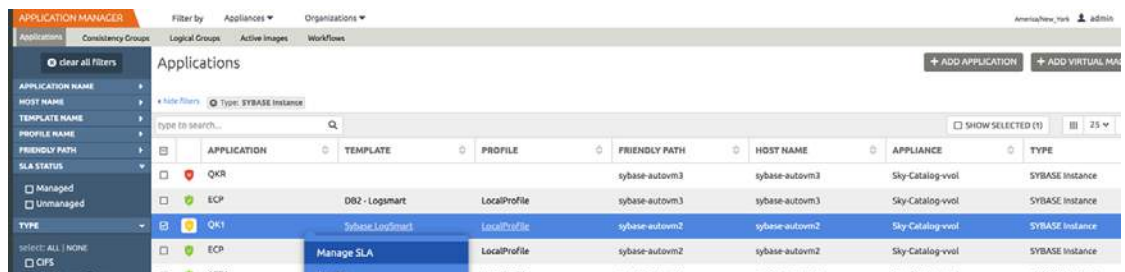 APPLICATION MANAGER Filter by Appliances Organizations America/New_York admin
Applications Consistency Groups Logical Groups Active Images Workflows
clear all filters Applications + ADD APPLICATION + ADD VIRTUAL MA
APPLICATION NAME
HOST NAME hide filters Type: SYBASE Instance
TEMPLATE NAME type to search... SHOW SELECTED (1) 25
PROFILE NAME
FRIENDLY PATH APPLICATION TEMPLATE PROFILE FRIENDLY PATH HOST NAME APPLIANCE TYPE
SLA STATUS QKR sybase-autovm3 sybase-autovm3 Sky-Catalog-vvol SYBASE Instance
Managed
Unmanaged ECP DB2 - Logsmart LocalProfile sybase-autovm3 sybase-autovm3 Sky-Catalog-vvol SYBASE Instance
TYPE QK1 Sybase LogSmart LocalProfile sybase-autovm2 sybase-autovm2 Sky-Catalog-vvol SYBASE Instance
select: ALL | NONE ECP Manage SLA LocalProfile sybase-autovm2 sybase-autovm2 Sky-Catalog-vvol SYBASE Instance
CIFS